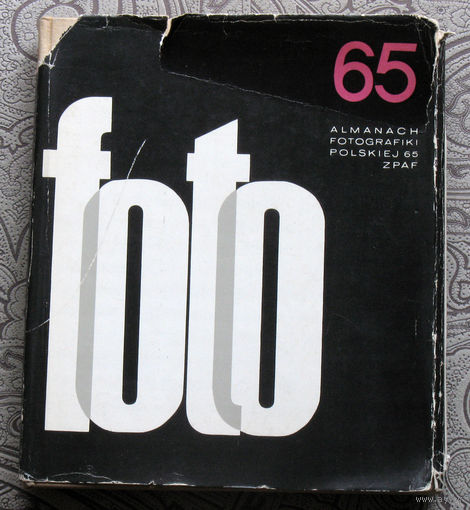 65
ALMANACH
FOTOGRAFIKI
POLSKIEJ 65
ZPAF
foto